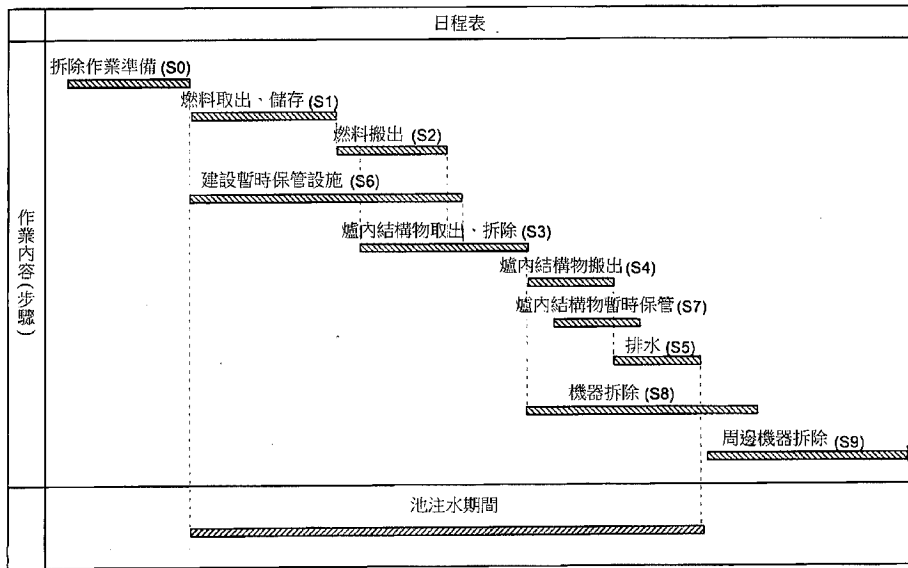 日程表
作業內容(步驟)
拆除作業準備 (S0)
燃料取出、儲存 (S1)
燃料搬出 (S2)
建設暫時保管設施 (S6)
爐內結構物取出、拆除 (S3)
爐內結構物搬出 (S4)
爐內結構物暫時保管 (S7)
排水 (S5)
機器拆除 (S8)
周邊機器拆除 (S9)
池注水期間